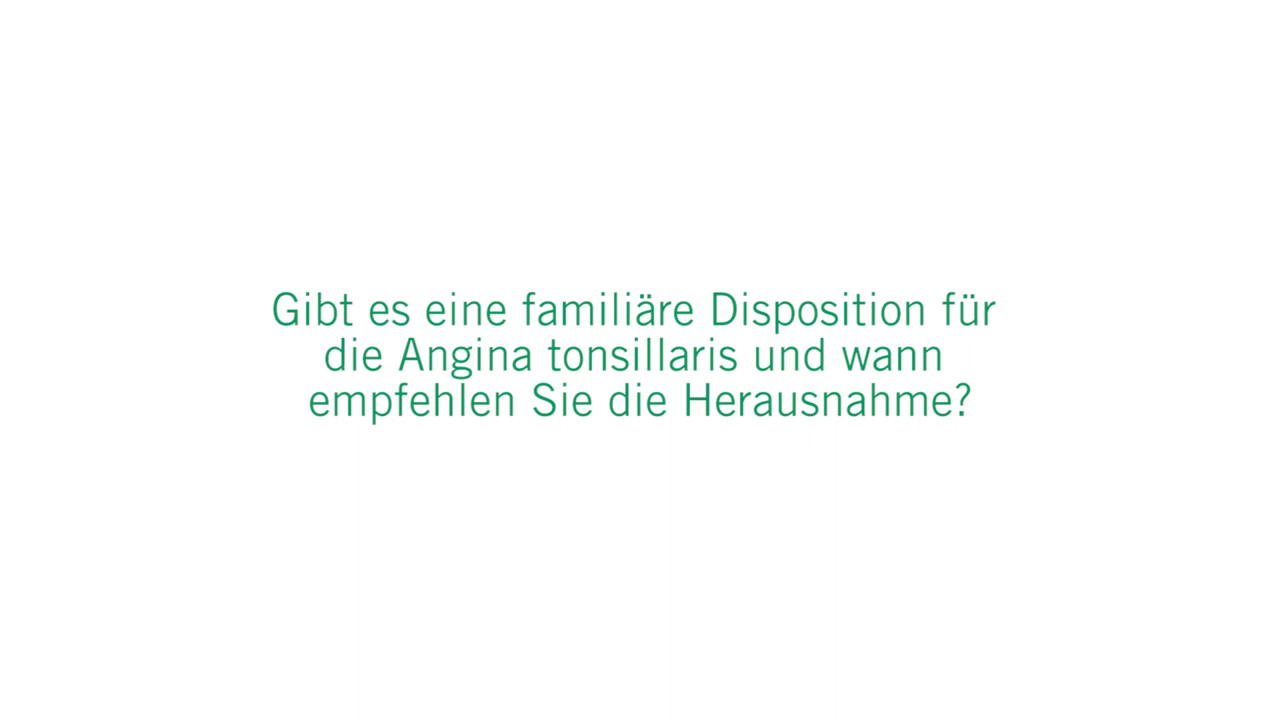 Gibt es eine familiäre Disposition für
die Angina tonsillaris und wann
empfehlen Sie die Herausnahme?